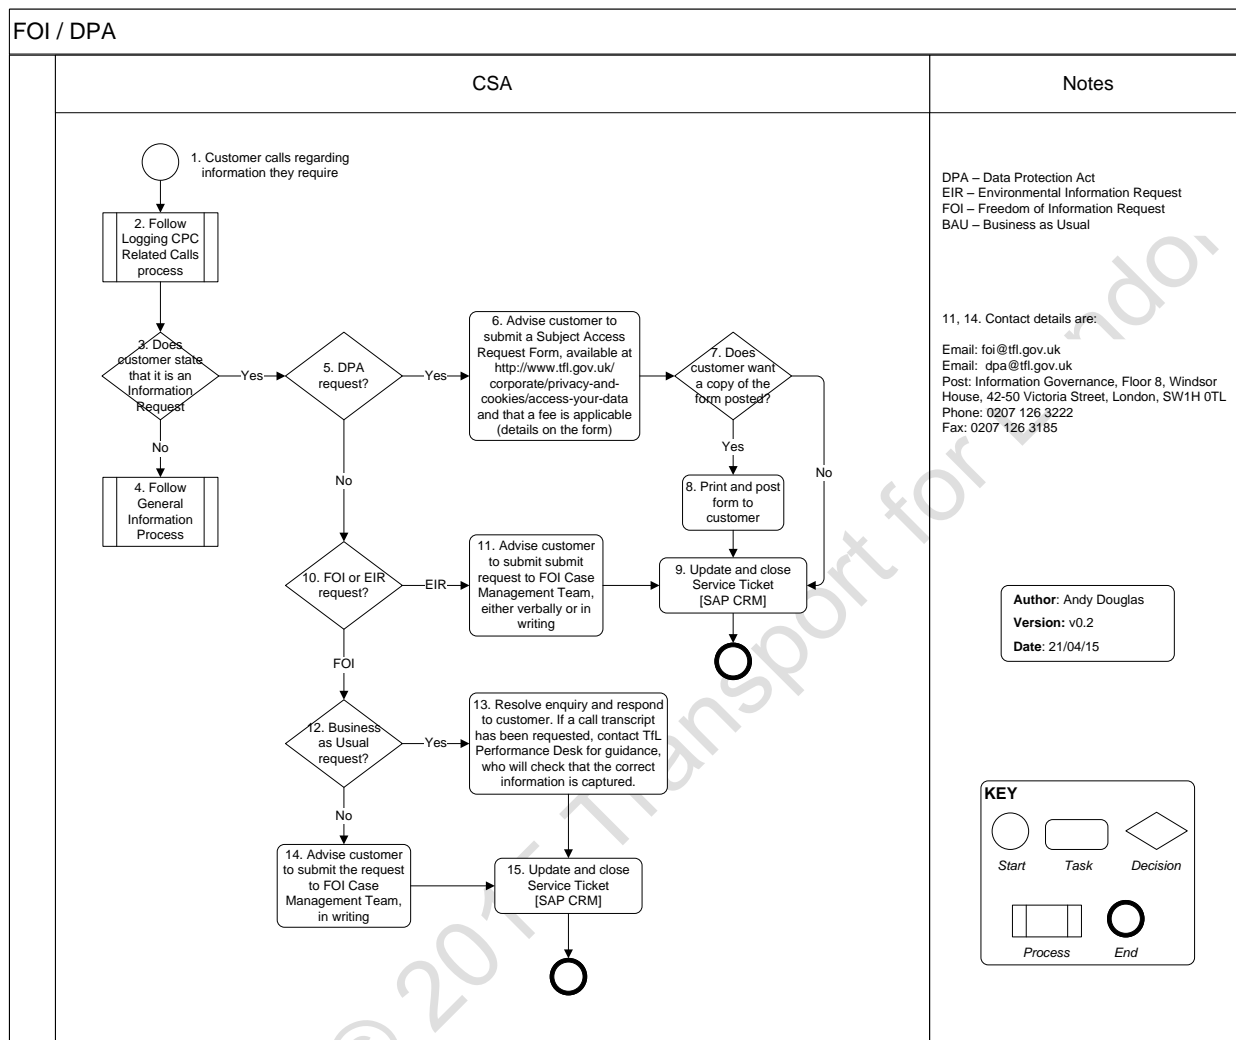 FOI / DPA
CSA
Notes
1. Customer calls regarding
information they require
2. Follow
Logging CPC
Related Calls
process
3. Does
customer state
that it is an
Information
Request
Yes
No
4. Follow
General
Information
Process
5. DPA
request?
Yes
No
6. Advise customer to
submit a Subject Access
Request Form, available at
http://www.tfl.gov.uk/
corporate/privacy-and-
cookies/access-your-data
and that a fee is applicable
(details on the form)
7. Does
customer want
a copy of the
form posted?
Yes
No
8. Print and post
form to
customer
9. Update and close
Service Ticket
[SAP CRM]
10. FOI or EIR
request?
EIR
FOI
11. Advise customer
to submit submit
request to FOI Case
Management Team,
either verbally or in
writing
12. Business
as Usual
request?
Yes
No
13. Resolve enquiry and respond
to customer. If a call transcript
has been requested, contact TfL
Performance Desk for guidance,
who will check that the correct
information is captured.
14. Advise customer
to submit the request
to FOI Case
Management Team,
in writing
15. Update and close
Service Ticket
[SAP CRM]
DPA – Data Protection Act
EIR – Environmental Information Request
FOI – Freedom of Information Request
BAU – Business as Usual
11, 14. Contact details are:
Email: foi@tfl.gov.uk
Email:  dpa@tfl.gov.uk
Post: Information Governance, Floor 8, Windsor
House, 42-50 Victoria Street, London, SW1H 0TL
Phone: 0207 126 3222
Fax: 0207 126 3185
Author: Andy Douglas
Version: v0.2
Date: 21/04/15
KEY
Start
Task
Decision
Process
End
© 2015 Transport for London